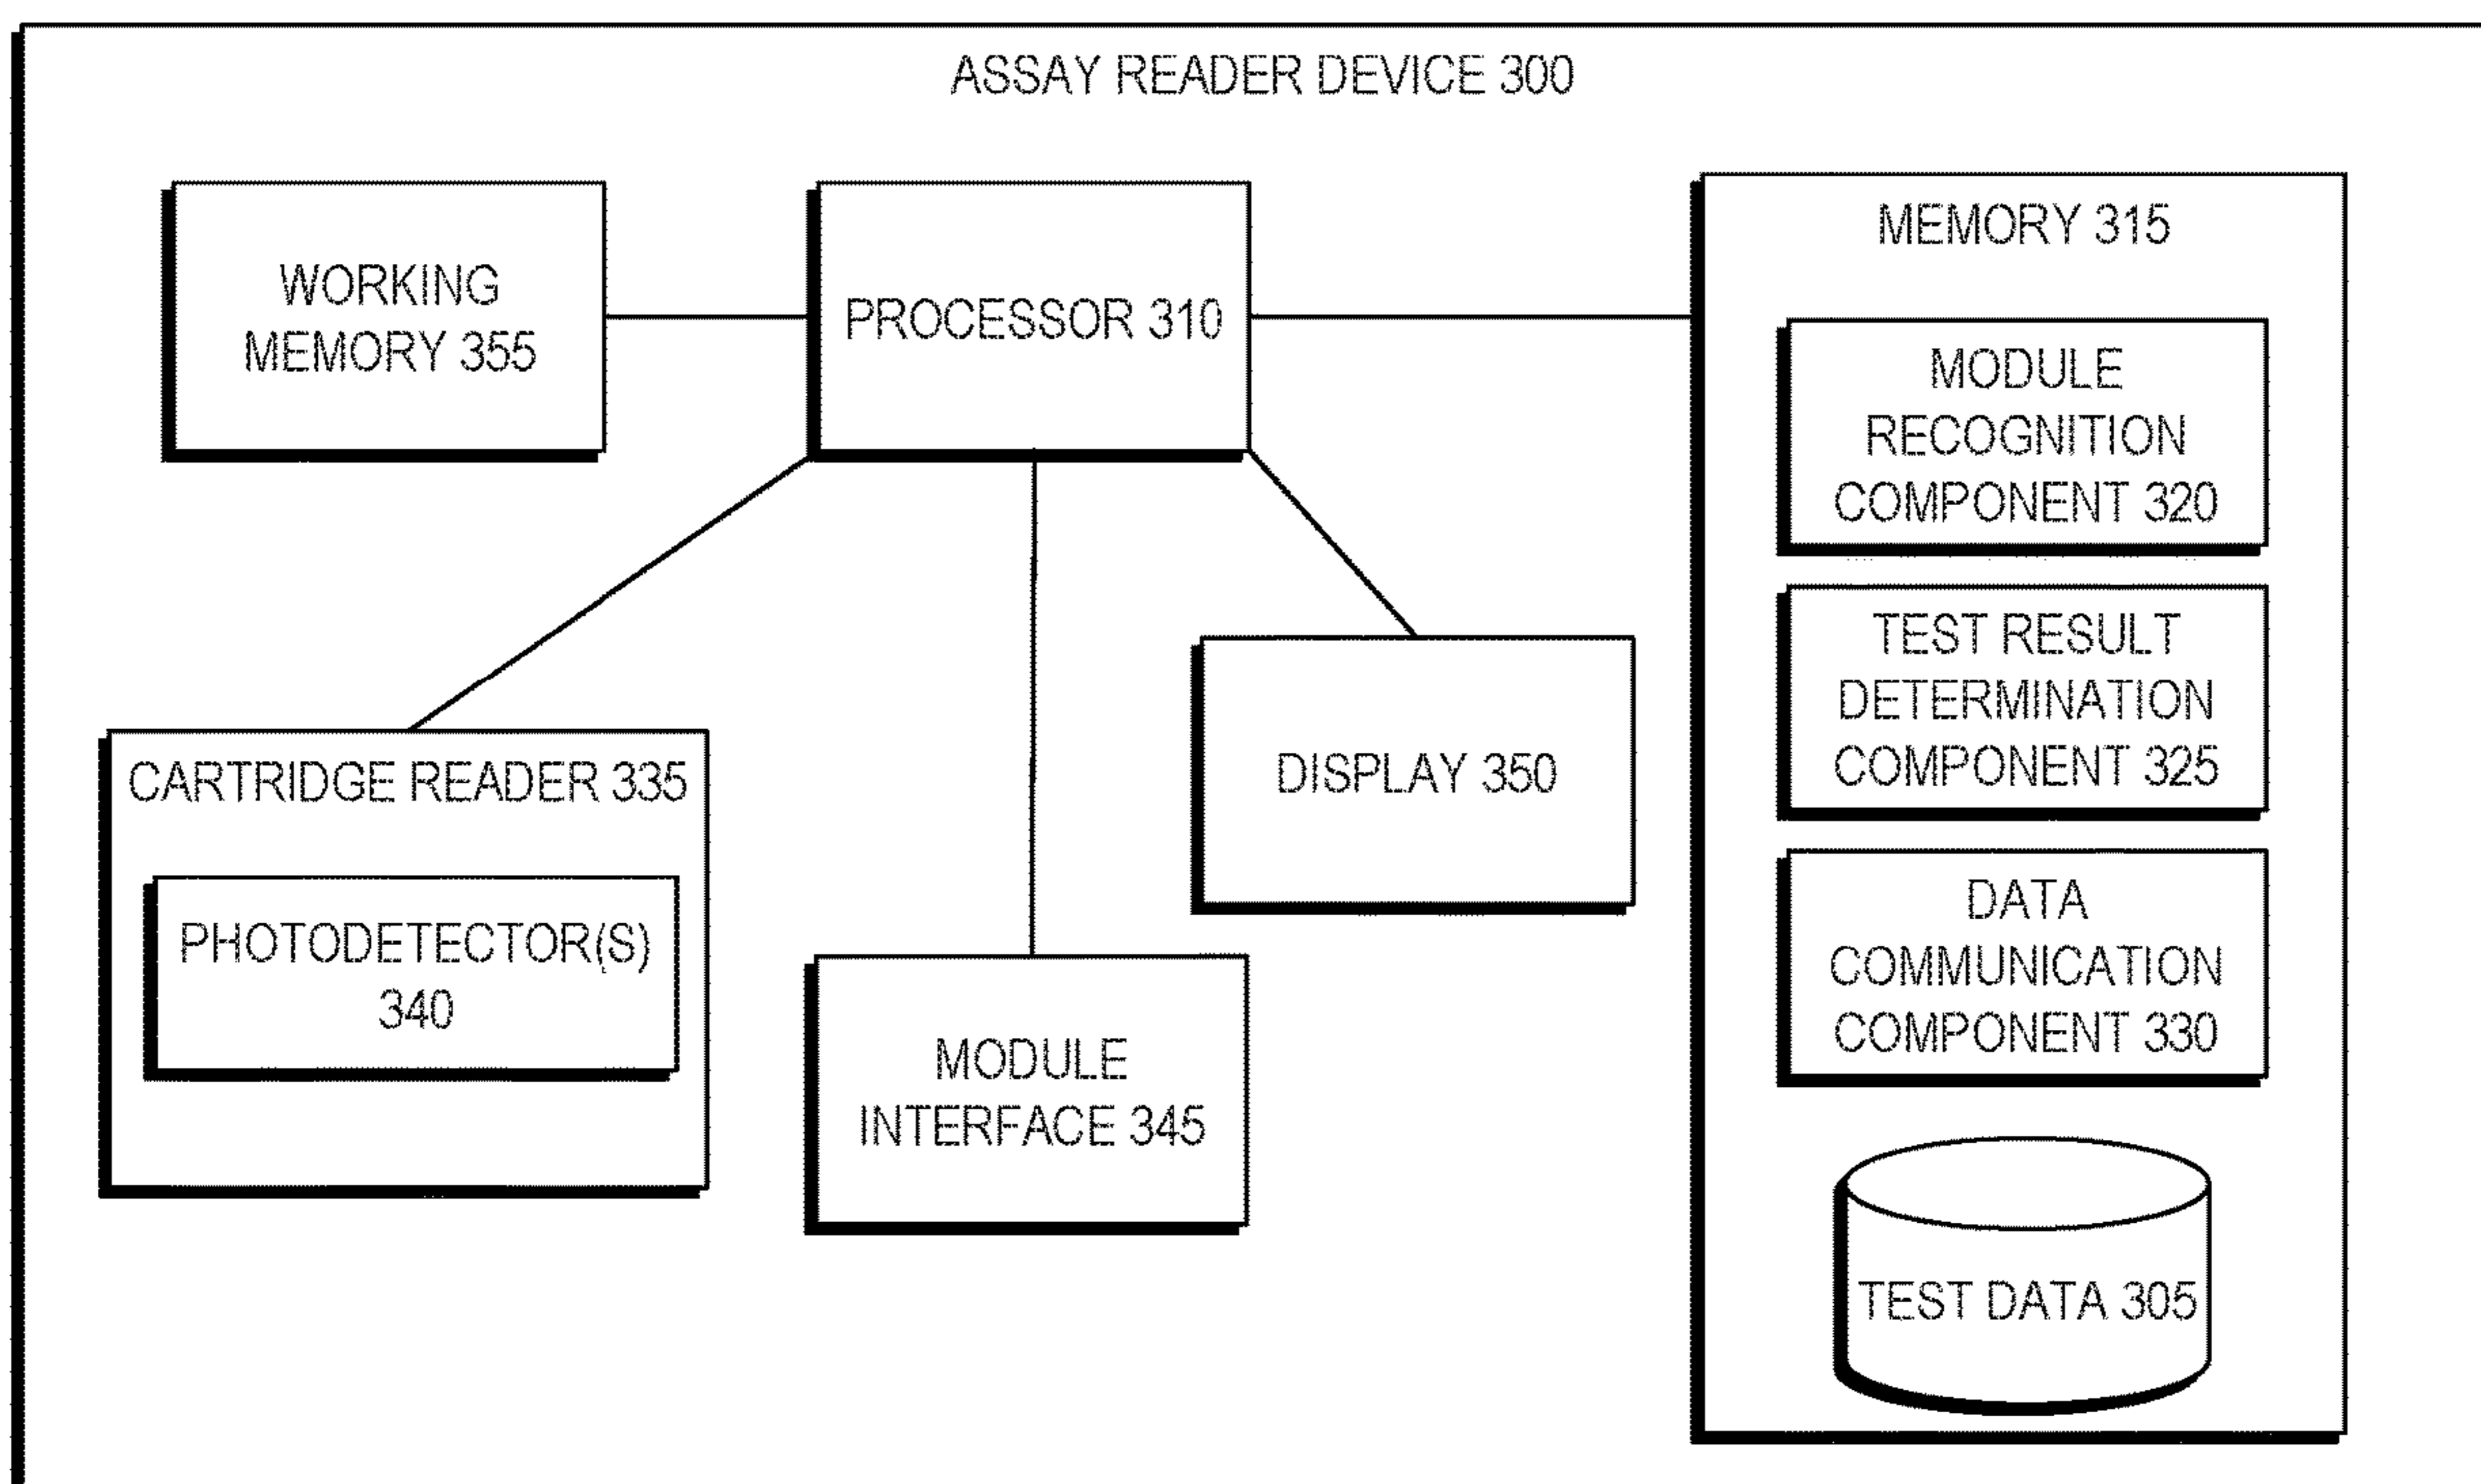 ASSAY READER DEVICE 300
WORKING
MEMORY 355
PROCESSOR 310
MEMORY 315
MODULE
RECOGNITION
COMPONENT 320
TEST RESULT
DETERMINATION
COMPONENT 325
DATA
COMMUNICATION
COMPONENT 330
TEST DATA 305
CARTRIDGE READER 335
PHOTODETECTOR(S)
340
MODULE
INTERFACE 345
DISPLAY 350